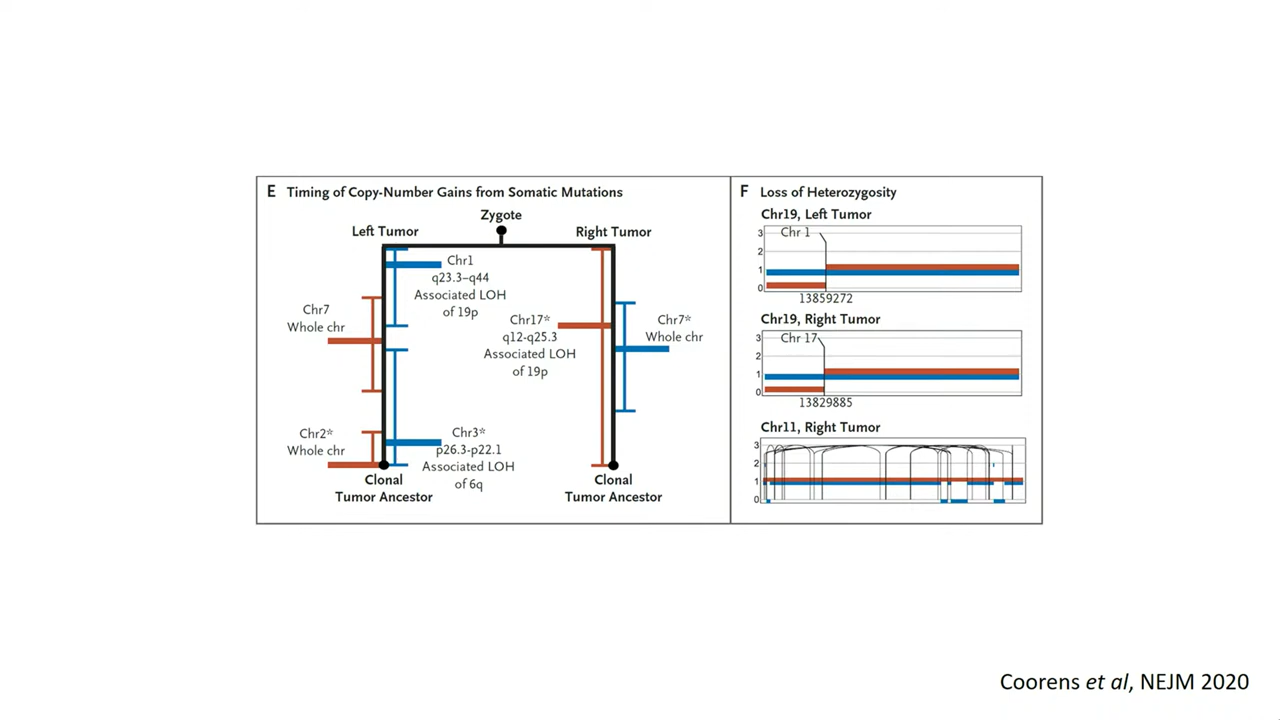 E Timing of Copy-Number Gains from Somatic Mutations
Zygote
Left Tumor
Right Tumor
Chr1
q23.3–q44
Associated LOH
of 19p
Chr7
Whole chr
Chr17*
q12-q25.3
Associated LOH
of 19p
Chr7*
Whole chr
Chr2*
Whole chr
Chr3*
p26.3-p22.1
Associated LOH
of 6q
Clonal
Tumor Ancestor
Clonal
Tumor Ancestor
F Loss of Heterozygosity
Chr19, Left Tumor
3
Chr 1
2
1
0
13859272
Chr19, Right Tumor
3
Chr 17
2
1
0
13829885
Chr11, Right Tumor
3
2
1
0
Coorens et al, NEJM 2020